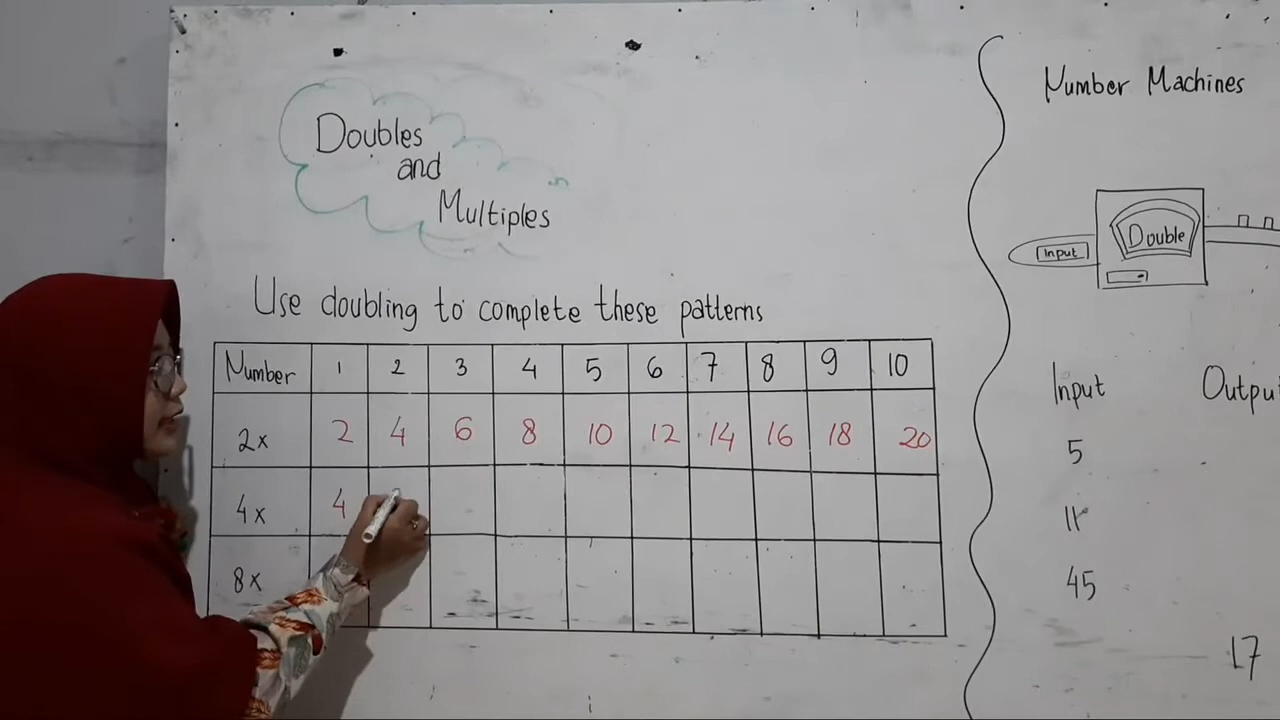 Doubles
and
Multiples
Use doubling to complete these patterns
Number 1 2 3 4 5 6 7 8 9 10
2x 2 4 6 8 10 12 14 16 18 20
4x 4
8x
Number Machines
Input Double
Input
5
11
45
17